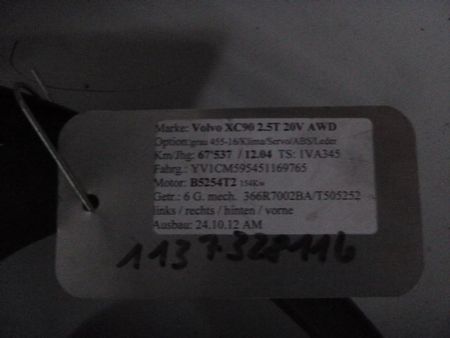 Marke: Volvo XC90 2.5T 20V AWD
Option:grau 455-16/Klima/Servo/ABS/Leder
Km/Jhg: 67'537 / 12.04 TS: 1VA345
Fahrg.: YV1CM595451169765
Motor: B5254T2 154Kw
Getr.: 6 G. mech. 366R7002BA/T505252
links / rechts / hinten / vorne
Ausbau: 24.10.12 AM
1137328116